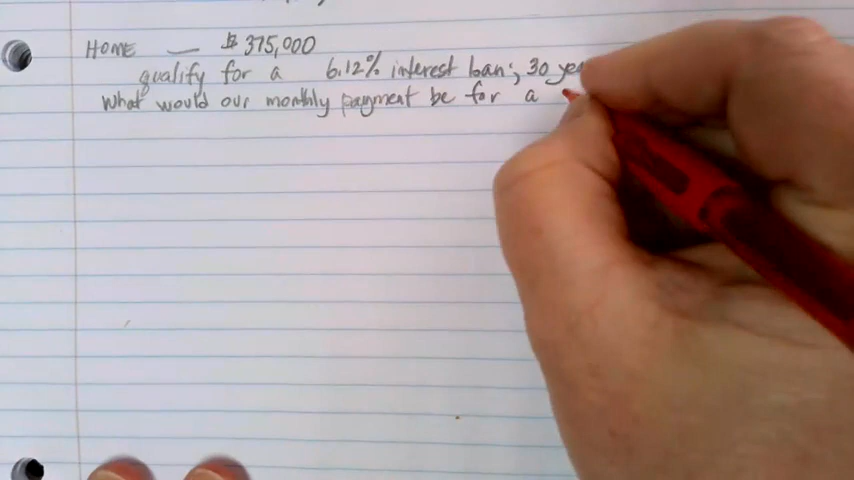 HOME — $375,000
qualify for a 6.12% interest loan; 30
What would our monthly payment be for a